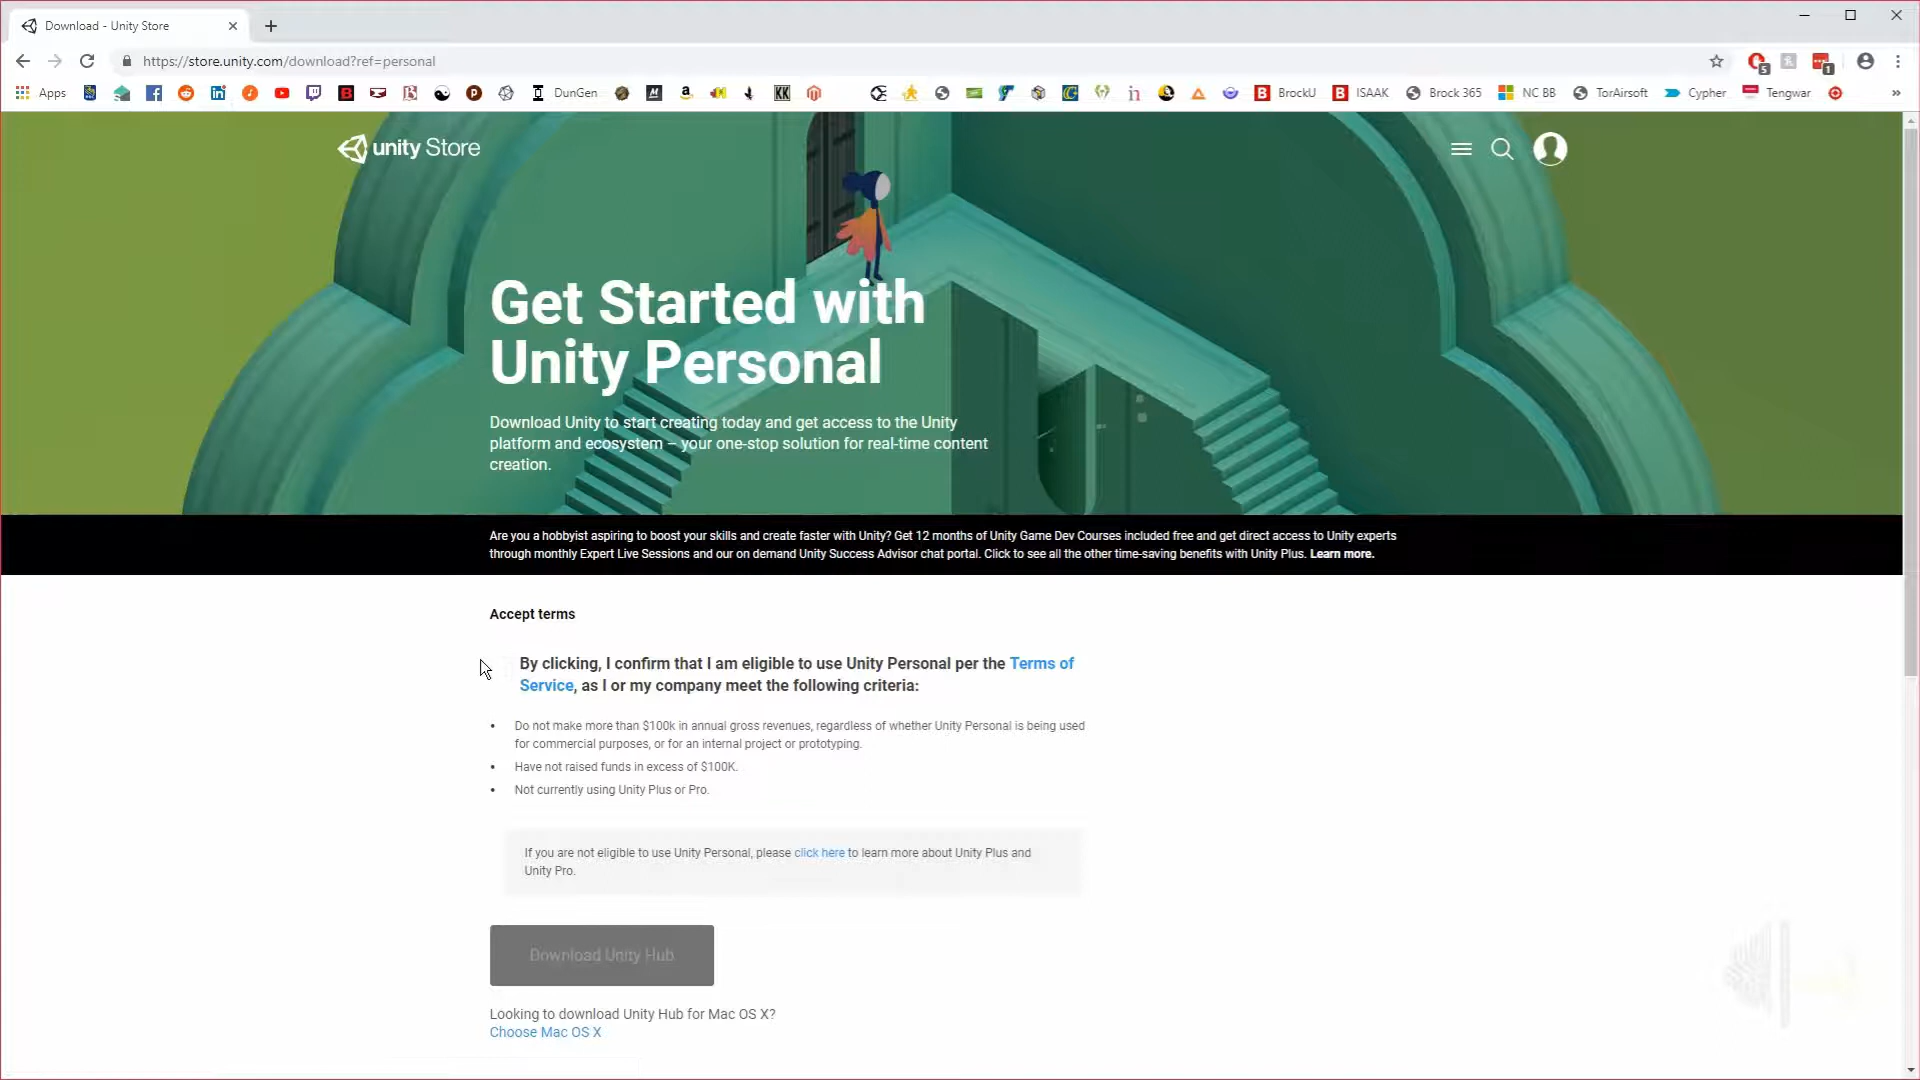 Download - Unity Store
https://store.unity.com/download?ref=personal
5
1
Apps
DunGen
BrockU
ISAAK
Brock 365
NC BB
TorAirsoft
Cypher
Tengwar
»
unity Store
Get Started with
Unity Personal
Download Unity to start creating today and get access to the Unity
platform and ecosystem – your one-stop solution for real-time content
creation.
Are you a hobbyist aspiring to boost your skills and create faster with Unity? Get 12 months of Unity Game Dev Courses included free and get direct access to Unity experts
through monthly Expert Live Sessions and our on demand Unity Success Advisor chat portal. Click to see all the other time-saving benefits with Unity Plus. Learn more.
Accept terms
By clicking, I confirm that I am eligible to use Unity Personal per the Terms of
Service, as I or my company meet the following criteria:
• Do not make more than $100k in annual gross revenues, regardless of whether Unity Personal is being used
for commercial purposes, or for an internal project or prototyping.
• Have not raised funds in excess of $100K.
• Not currently using Unity Plus or Pro.
If you are not eligible to use Unity Personal, please click here to learn more about Unity Plus and
Unity Pro.
Download Unity Hub
Looking to download Unity Hub for Mac OS X?
Choose Mac OS X